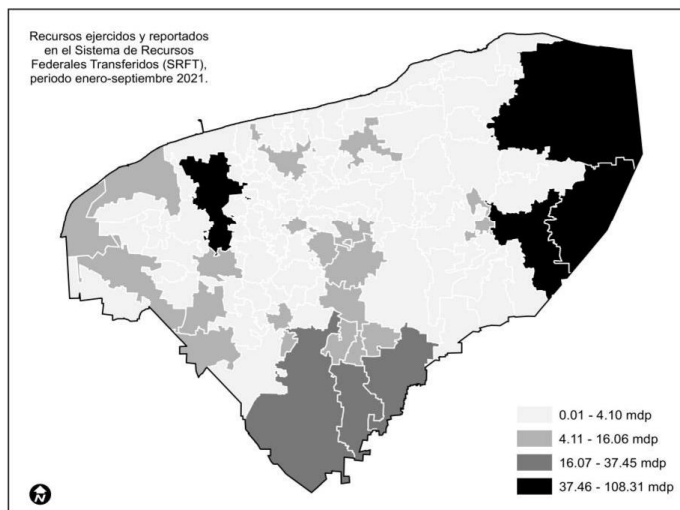 Recursos ejercidos y reportados
en el Sistema de Recursos
Federales Transferidos (SRFT),
periodo enero-septiembre 2021.
0.01 - 4.10 mdp
4.11 - 16.06 mdp
16.07 - 37.45 mdp
37.46 - 108.31 mdp
N